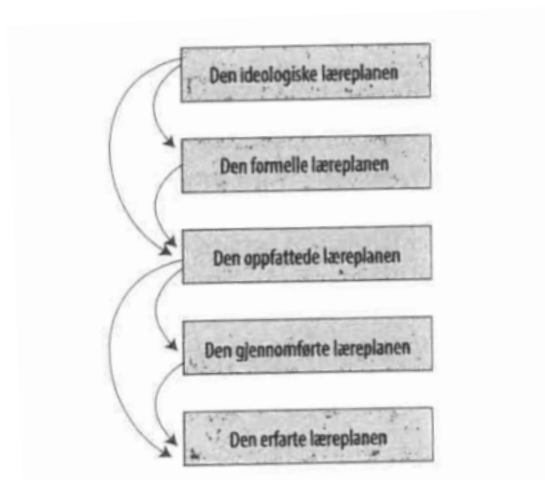 Den ideologiske læreplanen
Den formelle læreplanen
Den oppfattede læreplanen
Den gjennomførte læreplanen
Den erfarte læreplanen